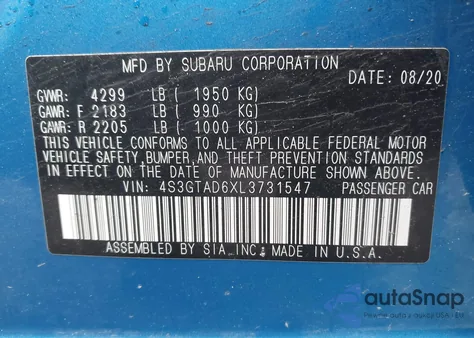 MFD BY SUBARU CORPORATION
DATE: 08/20
GVWR: 4299 LB ( 1950 KG)
GAWR: F 2183 LB ( 990 KG)
GAWR: R 2205 LB ( 1000 KG)
THIS VEHICLE CONFORMS TO ALL APPLICABLE FEDERAL MOTOR
VEHICLE SAFETY, BUMPER, AND THEFT PREVENTION STANDARDS
IN EFFECT ON THE DATE OF MANUFACTURE SHOWN ABOVE.
VIN: 4S3GTAD6XL3731547 PASSENGER CAR
ASSEMBLED BY SIA, INC. MADE IN U.S.A.
autoSnap